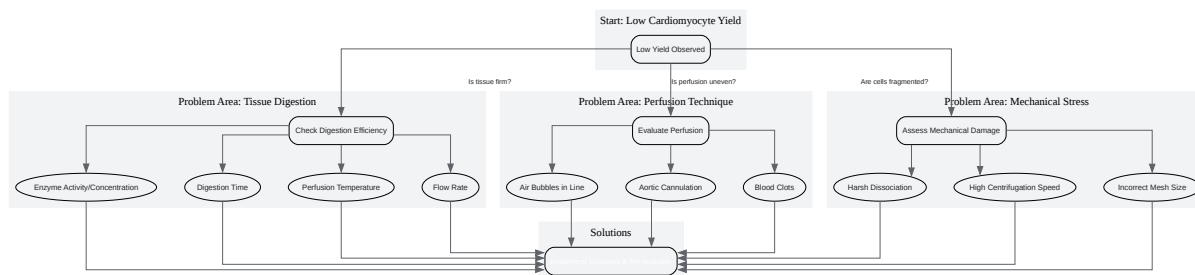 Start: Low Cardiomyocyte Yield
Low Yield Observed
Is tissue firm?
Is perfusion uneven?
Are cells fragmented?
Problem Area: Tissue Digestion
Problem Area: Perfusion Technique
Problem Area: Mechanical Stress
Check Digestion Efficiency
Evaluate Perfusion
Assess Mechanical Damage
Enzyme Activity/Concentration
Digestion Time
Perfusion Temperature
Flow Rate
Air Bubbles in Line
Aortic Cannulation
Blood Clots
Harsh Dissociation
High Centrifugation Speed
Incorrect Mesh Size
Solutions